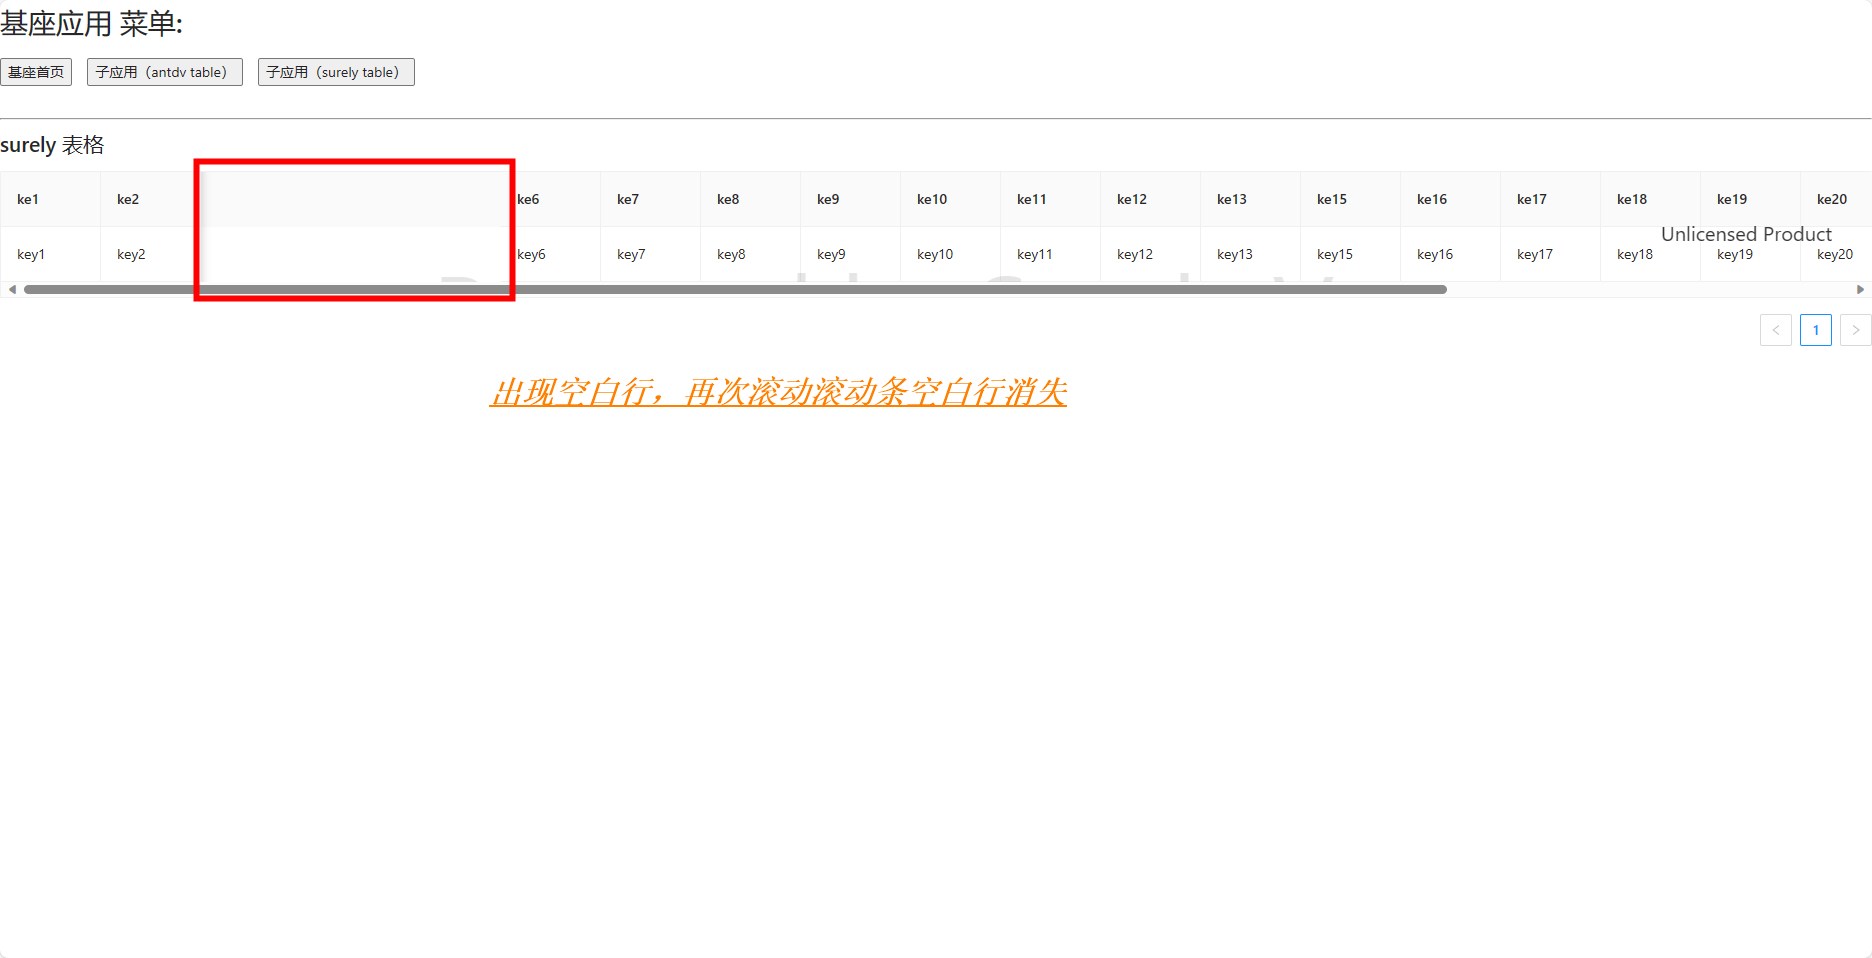 基座应用 菜单:
基座首页 子应用（antdv table） 子应用（surely table）
surely 表格
ke1 ke2 ke6 ke7 ke8 ke9 ke10 ke11 ke12 ke13 ke15 ke16 ke17 ke18 ke19 ke20
Unlicensed Product
key1 key2 key6 key7 key8 key9 key10 key11 key12 key13 key15 key16 key17 key18 key19 key20
< 1 >
出现空白行，再次滚动滚动条空白行消失